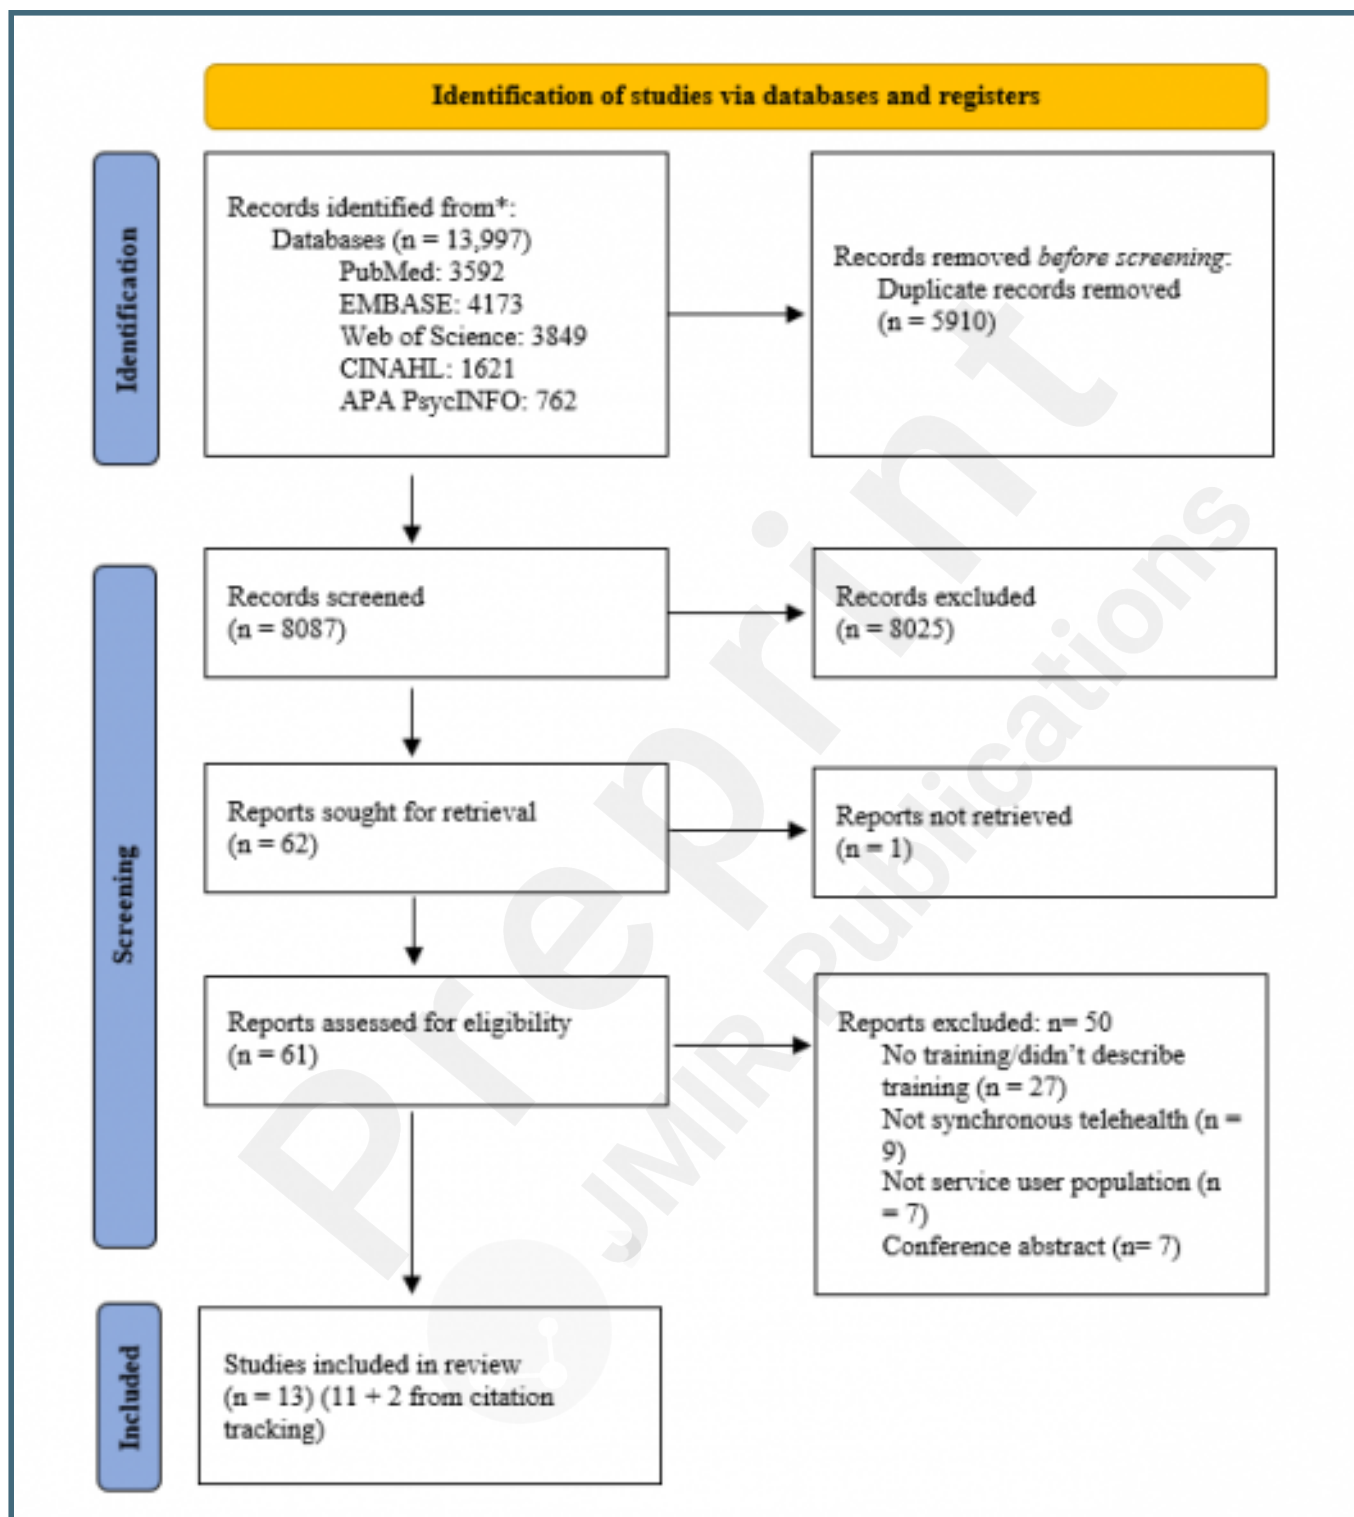 Identification of studies via databases and registers
Identification
Records identified from*:
Databases (n = 13,997)
PubMed: 3592
EMBASE: 4173
Web of Science: 3849
CINAHL: 1621
APA PsycINFO: 762
Records removed before screening:
Duplicate records removed
(n = 5910)
Screening
Records screened
(n = 8087)
Records excluded
(n = 8025)
Reports sought for retrieval
(n = 62)
Reports not retrieved
(n = 1)
Reports assessed for eligibility
(n = 61)
Reports excluded: n= 50
No training/didn't describe
training (n = 27)
Not synchronous telehealth (n =
9)
Not service user population (n
= 7)
Conference abstract (n= 7)
Included
Studies included in review
(n = 13) (11 + 2 from citation
tracking)
Preprint
JMIR Publications